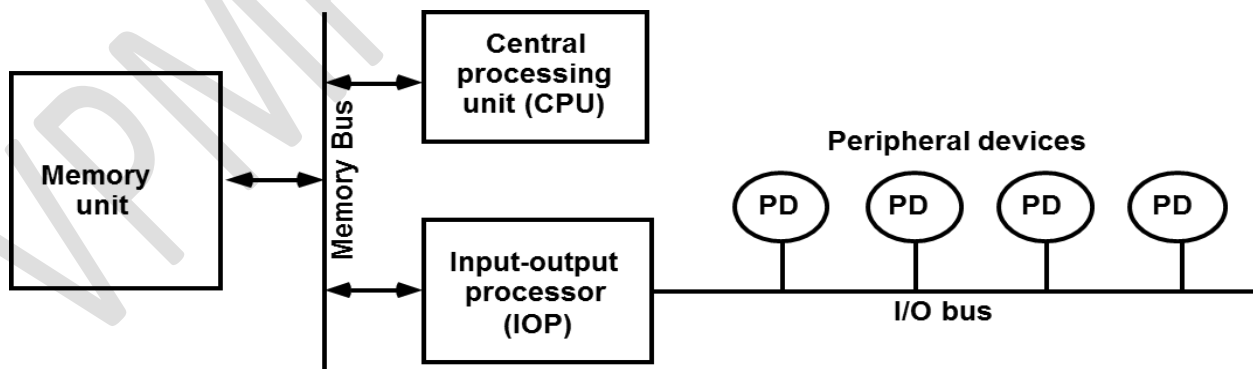 Central
processing
unit (CPU)
Memory Bus
Peripheral devices
Memory
unit
PD PD PD PD
Input-output
processor
(IOP)
I/O bus